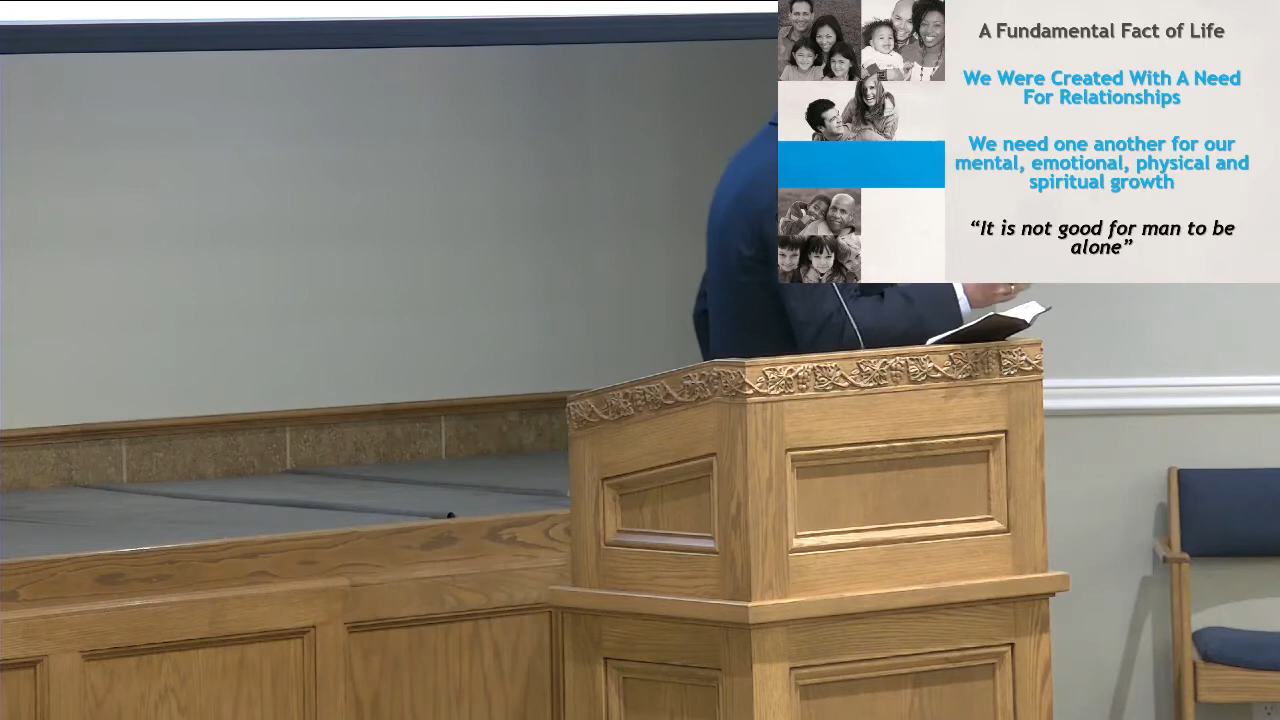 A Fundamental Fact of Life
We Were Created With A Need
For Relationships
We need one another for our
mental, emotional, physical and
spiritual growth
“It is not good for man to be
alone”